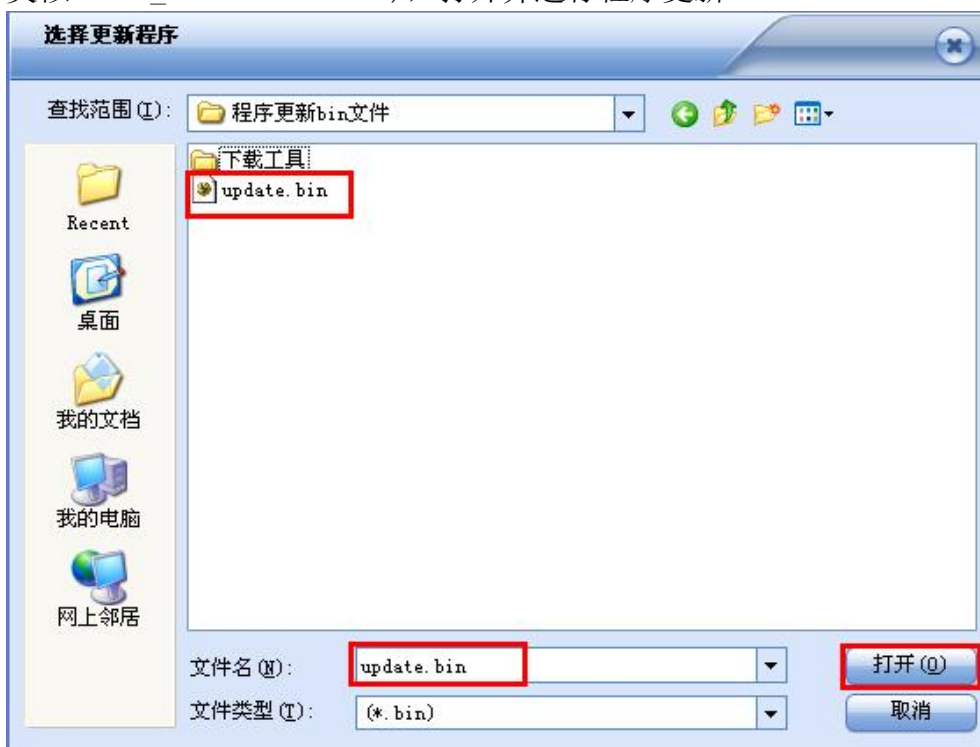 选择更新程序
查找范围(I):
程序更新bin文件
下载工具
update.bin
Recent
桌面
我的文档
我的电脑
网上邻居
文件名(N):
update.bin
打开(O)
文件类型(T):
(*.bin)
取消